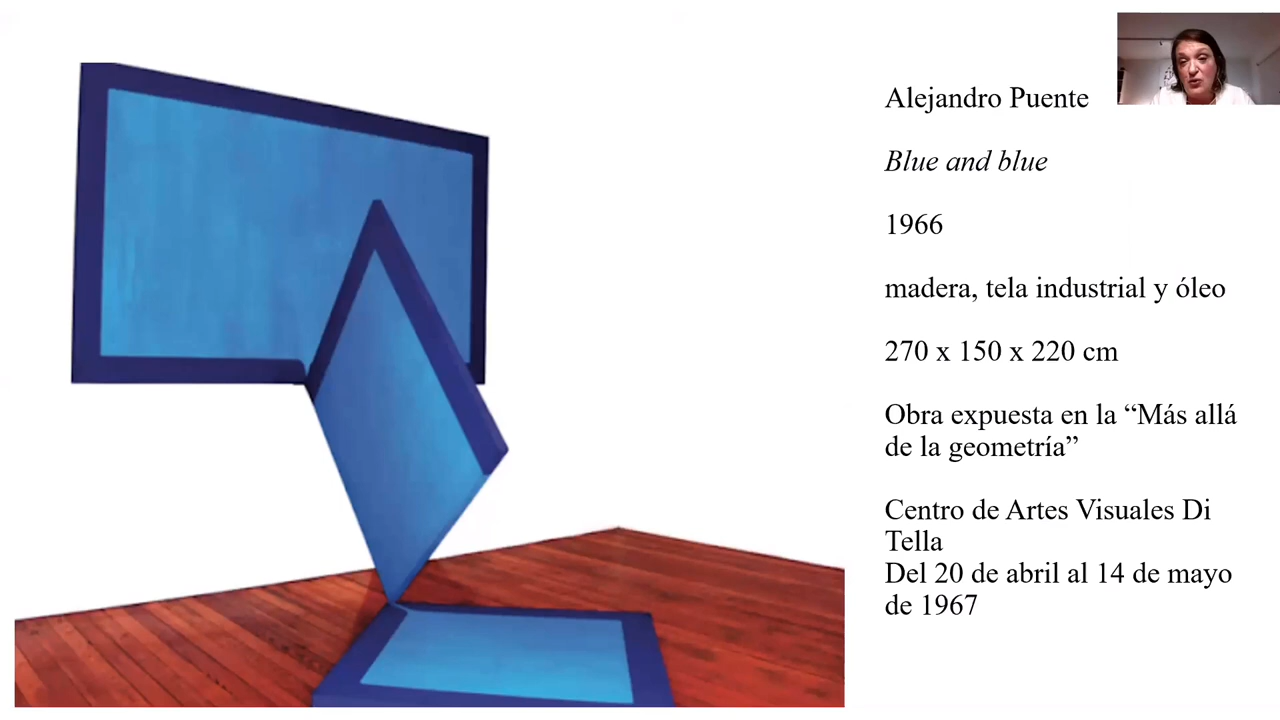 Alejandro Puente
Blue and blue
1966
madera, tela industrial y óleo
270 x 150 x 220 cm
Obra expuesta en la “Más allá
de la geometría”
Centro de Artes Visuales Di
Tella
Del 20 de abril al 14 de mayo
de 1967